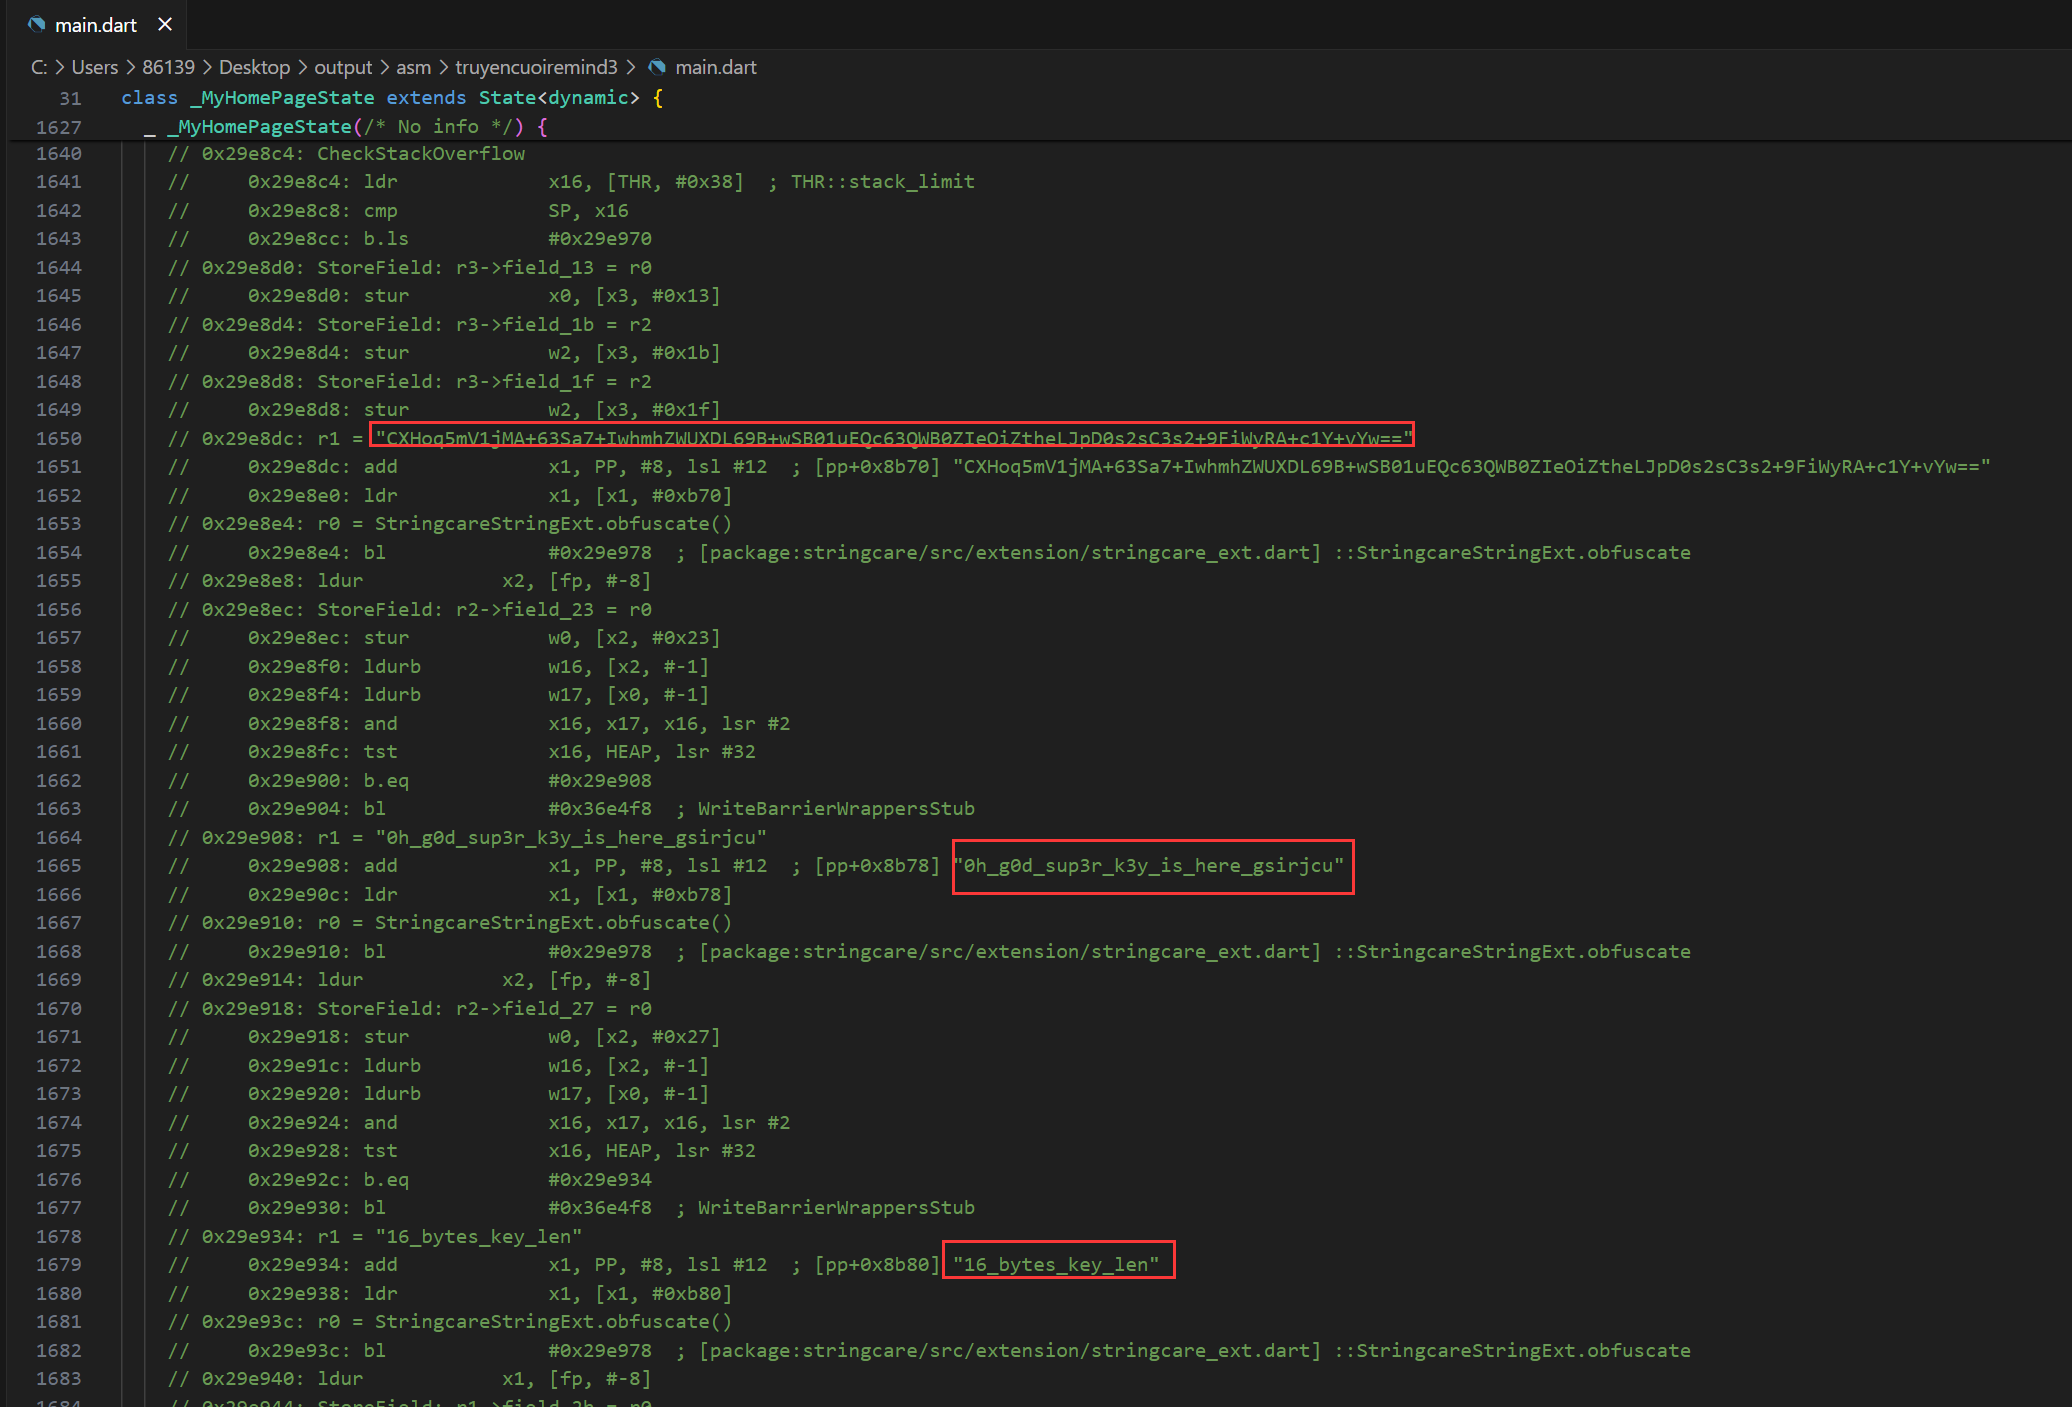 main.dart ×
C: > Users > 86139 > Desktop > output > asm > truyencuoiremind3 > main.dart
31 class _MyHomePageState extends State<dynamic> {
1627 _ _MyHomePageState(/* No info */) {
1640 // 0x29e8c4: CheckStackOverflow
1641 //     0x29e8c4: ldr             x16, [THR, #0x38]  ; THR::stack_limit
1642 //     0x29e8c8: cmp             SP, x16
1643 //     0x29e8cc: b.ls            #0x29e970
1644 // 0x29e8d0: StoreField: r3->field_13 = r0
1645 //     0x29e8d0: stur            x0, [x3, #0x13]
1646 // 0x29e8d4: StoreField: r3->field_1b = r2
1647 //     0x29e8d4: stur            w2, [x3, #0x1b]
1648 // 0x29e8d8: StoreField: r3->field_1f = r2
1649 //     0x29e8d8: stur            w2, [x3, #0x1f]
1650 // 0x29e8dc: r1 = "CXHoq5mV1jMA+63Sa7+IwhmhZWUXDL69B+wSB01uEQc63QWB0ZIeOiZtheLJpD0s2sC3s2+9FiWyRA+c1Y+vYw=="
1651 //     0x29e8dc: add             x1, PP, #8, lsl #12  ; [pp+0x8b70] "CXHoq5mV1jMA+63Sa7+IwhmhZWUXDL69B+wSB01uEQc63QWB0ZIeOiZtheLJpD0s2sC3s2+9FiWyRA+c1Y+vYw=="
1652 //     0x29e8e0: ldr             x1, [x1, #0xb70]
1653 // 0x29e8e4: r0 = StringcareStringExt.obfuscate()
1654 //     0x29e8e4: bl              #0x29e978  ; [package:stringcare/src/extension/stringcare_ext.dart] ::StringcareStringExt.obfuscate
1655 // 0x29e8e8: ldur            x2, [fp, #-8]
1656 // 0x29e8ec: StoreField: r2->field_23 = r0
1657 //     0x29e8ec: stur            w0, [x2, #0x23]
1658 //     0x29e8f0: ldurb           w16, [x2, #-1]
1659 //     0x29e8f4: ldurb           w17, [x0, #-1]
1660 //     0x29e8f8: and             x16, x17, x16, lsr #2
1661 //     0x29e8fc: tst             x16, HEAP, lsr #32
1662 //     0x29e900: b.eq            #0x29e908
1663 //     0x29e904: bl              #0x36e4f8  ; WriteBarrierWrappersStub
1664 // 0x29e908: r1 = "0h_g0d_sup3r_k3y_is_here_gsirjcu"
1665 //     0x29e908: add             x1, PP, #8, lsl #12  ; [pp+0x8b78] "0h_g0d_sup3r_k3y_is_here_gsirjcu"
1666 //     0x29e90c: ldr             x1, [x1, #0xb78]
1667 // 0x29e910: r0 = StringcareStringExt.obfuscate()
1668 //     0x29e910: bl              #0x29e978  ; [package:stringcare/src/extension/stringcare_ext.dart] ::StringcareStringExt.obfuscate
1669 // 0x29e914: ldur            x2, [fp, #-8]
1670 // 0x29e918: StoreField: r2->field_27 = r0
1671 //     0x29e918: stur            w0, [x2, #0x27]
1672 //     0x29e91c: ldurb           w16, [x2, #-1]
1673 //     0x29e920: ldurb           w17, [x0, #-1]
1674 //     0x29e924: and             x16, x17, x16, lsr #2
1675 //     0x29e928: tst             x16, HEAP, lsr #32
1676 //     0x29e92c: b.eq            #0x29e934
1677 //     0x29e930: bl              #0x36e4f8  ; WriteBarrierWrappersStub
1678 // 0x29e934: r1 = "16_bytes_key_len"
1679 //     0x29e934: add             x1, PP, #8, lsl #12  ; [pp+0x8b80] "16_bytes_key_len"
1680 //     0x29e938: ldr             x1, [x1, #0xb80]
1681 // 0x29e93c: r0 = StringcareStringExt.obfuscate()
1682 //     0x29e93c: bl              #0x29e978  ; [package:stringcare/src/extension/stringcare_ext.dart] ::StringcareStringExt.obfuscate
1683 // 0x29e940: ldur            x1, [fp, #-8]